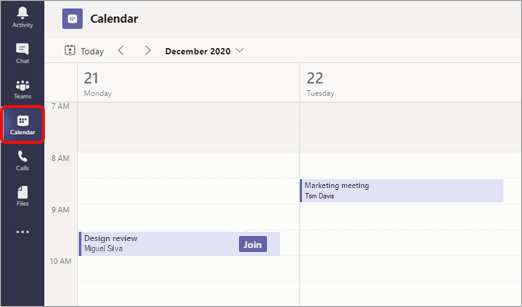 Activity
Chat
Teams
Calendar
Calls
Files
Calendar
Today
December 2020
21
Monday
22
Tuesday
7 AM
8 AM
9 AM
10 AM
Marketing meeting
Tom Davis
Design review
Miguel Silva
Join